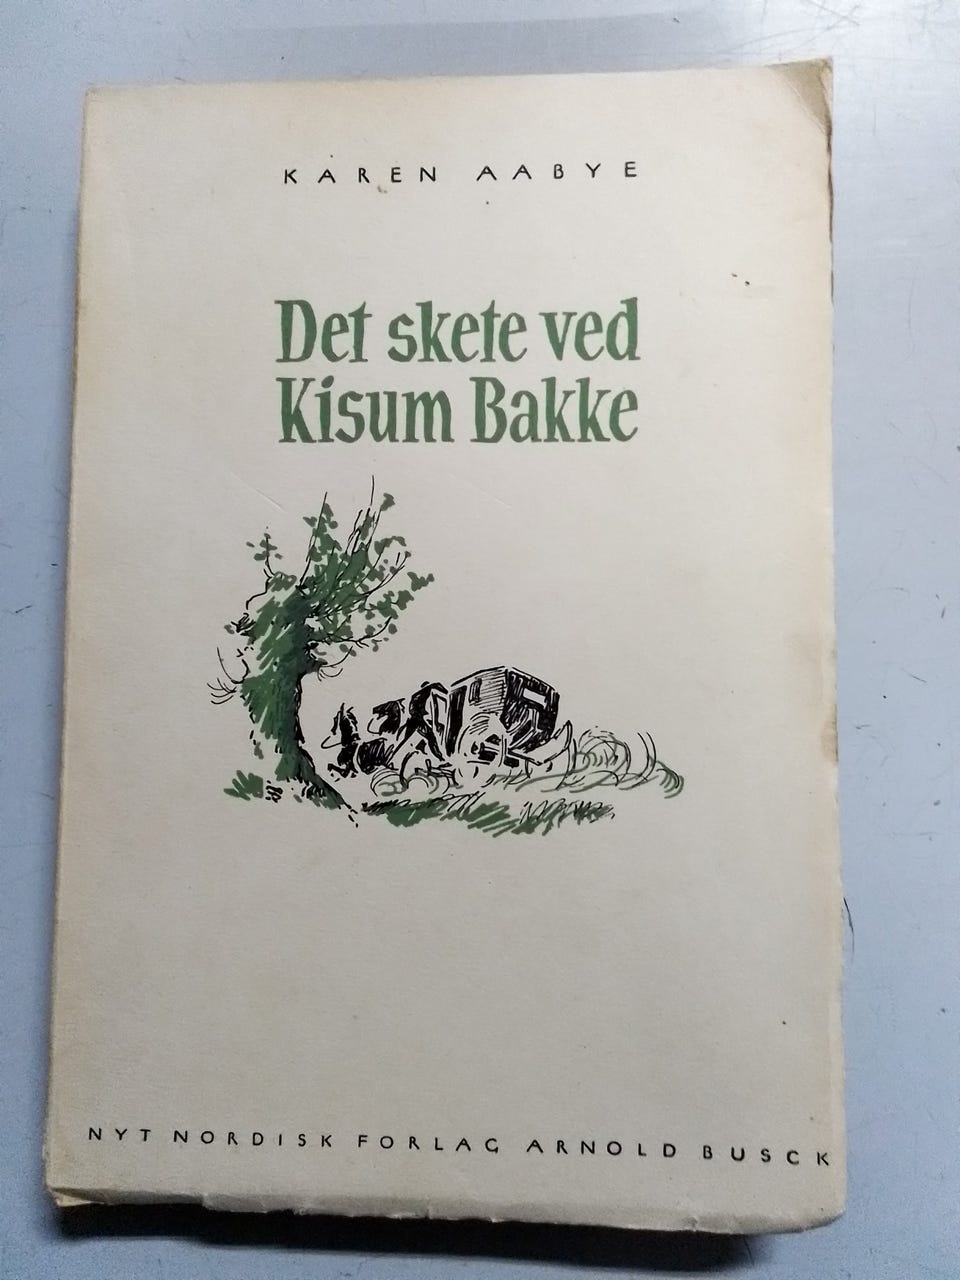 KAREN AABYE
Det skete ved
Kisum Bakke
NYT NORDISK FORLAG ARNOLD BUSCK